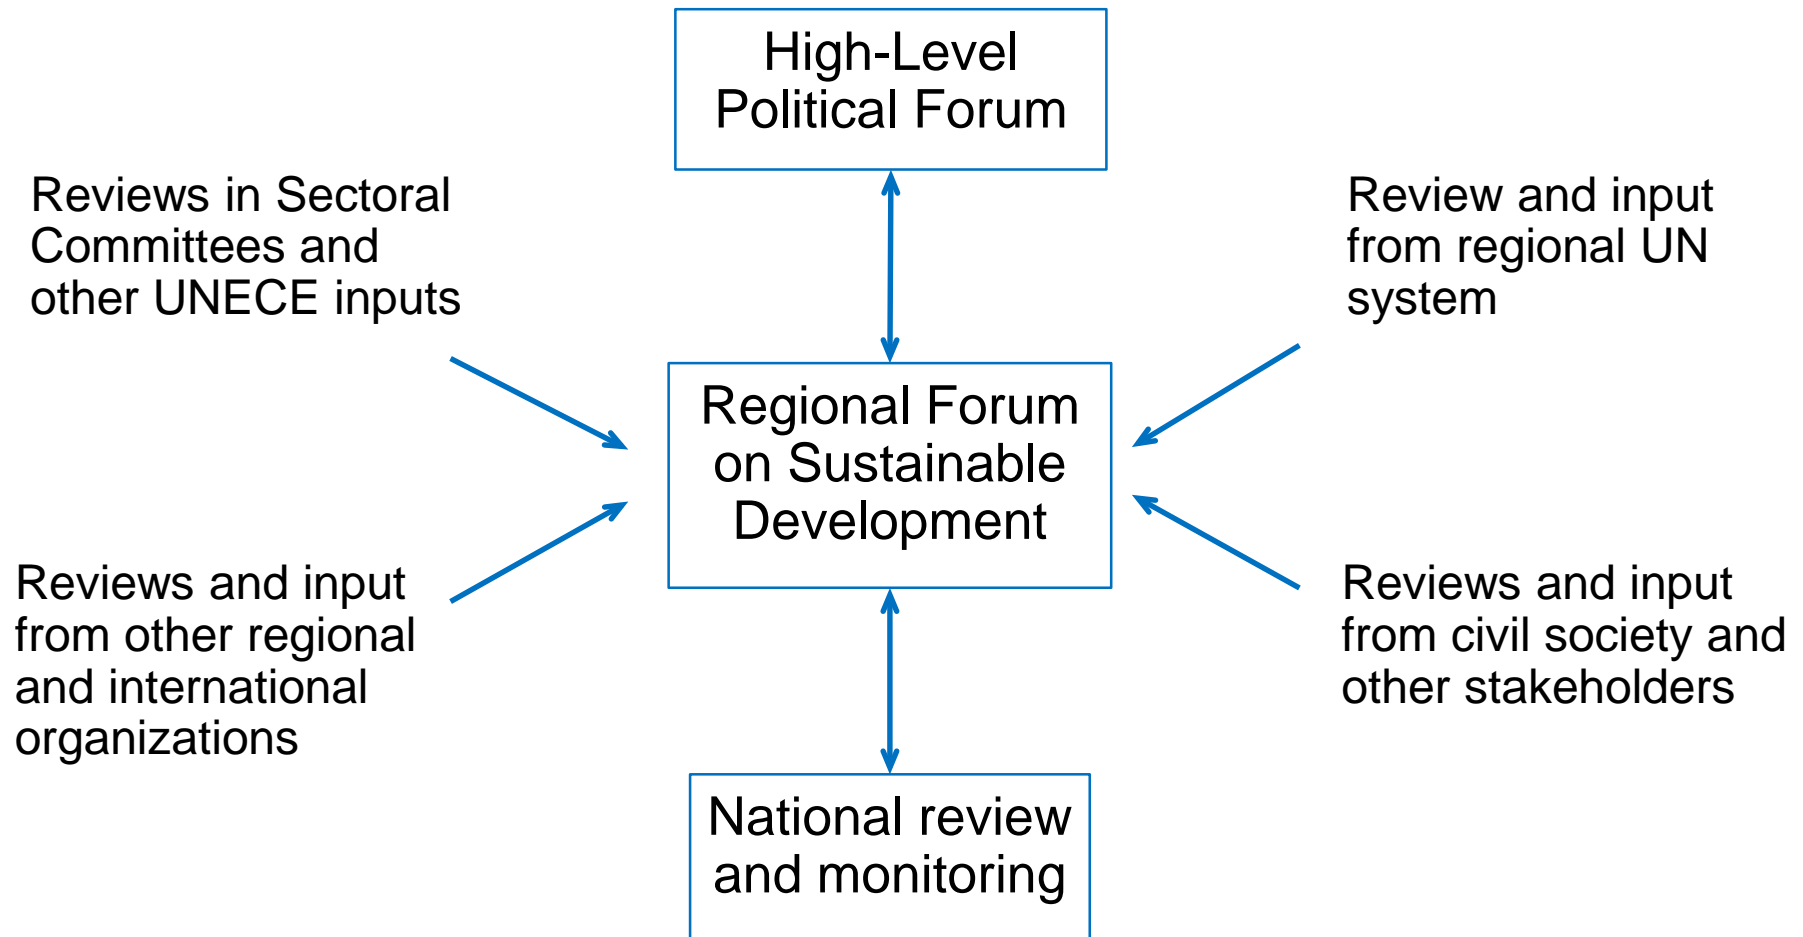 High-Level
Political Forum
Reviews in Sectoral
Committees and
other UNECE inputs
Review and input
from regional UN
system
Regional Forum
on Sustainable
Development
Reviews and input
from other regional
and international
organizations
Reviews and input
from civil society and
other stakeholders
National review
and monitoring